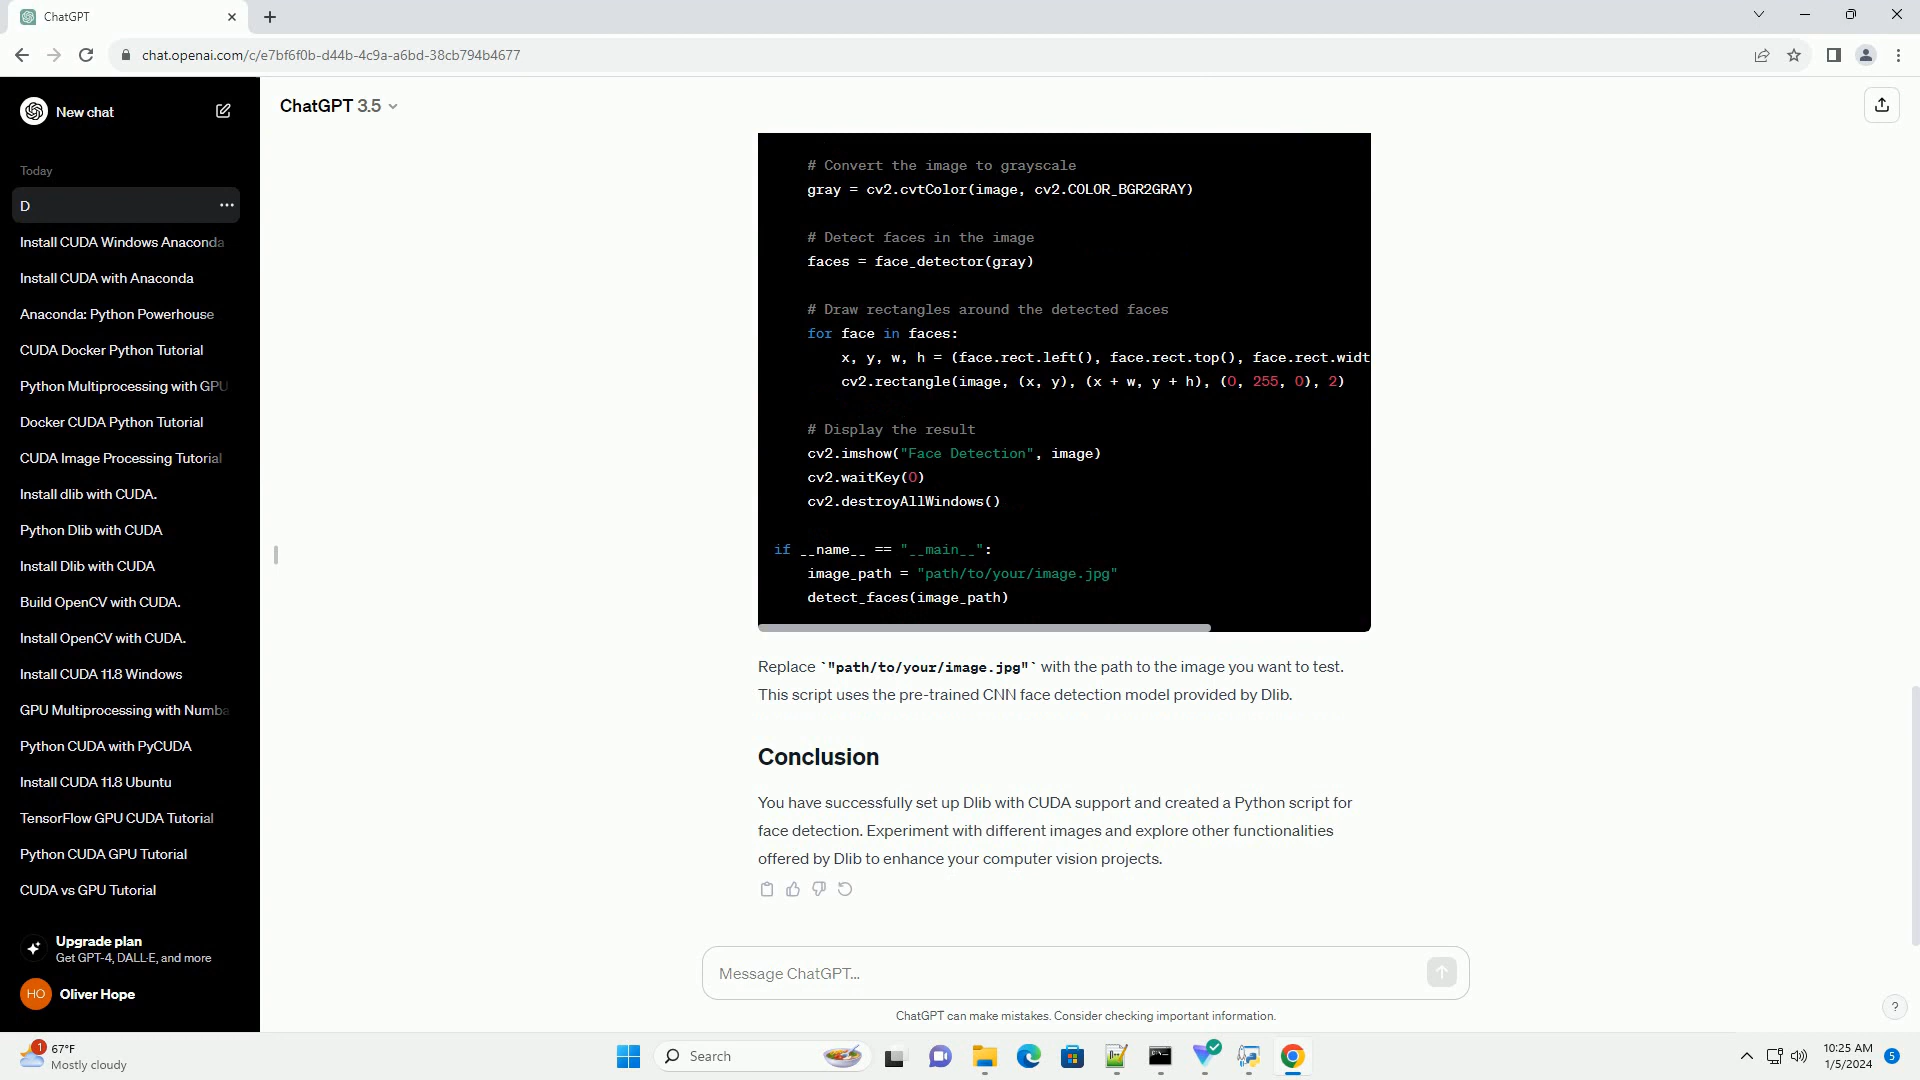 ChatGPT
chat.openai.com/c/e7bf6f0b-d44b-4c9a-a6bd-38cb794b4677
New chat
Today
D
Install CUDA Windows Anaconda
Install CUDA with Anaconda
Anaconda: Python Powerhouse
CUDA Docker Python Tutorial
Python Multiprocessing with GPU
Docker CUDA Python Tutorial
CUDA Image Processing Tutorial
Install dlib with CUDA.
Python Dlib with CUDA
Install Dlib with CUDA
Build OpenCV with CUDA.
Install OpenCV with CUDA.
Install CUDA 11.8 Windows
GPU Multiprocessing with Numba
Python CUDA with PyCUDA
Install CUDA 11.8 Ubuntu
TensorFlow GPU CUDA Tutorial
Python CUDA GPU Tutorial
CUDA vs GPU Tutorial
Upgrade plan
Get GPT-4, DALL·E, and more
HO Oliver Hope
ChatGPT 3.5
# Convert the image to grayscale
gray = cv2.cvtColor(image, cv2.COLOR_BGR2GRAY)
# Detect faces in the image
faces = face_detector(gray)
# Draw rectangles around the detected faces
for face in faces:
x, y, w, h = (face.rect.left(), face.rect.top(), face.rect.widt
cv2.rectangle(image, (x, y), (x + w, y + h), (0, 255, 0), 2)
# Display the result
cv2.imshow("Face Detection", image)
cv2.waitKey(0)
cv2.destroyAllWindows()
if __name__ == "__main__":
image_path = "path/to/your/image.jpg"
detect_faces(image_path)
Replace `"path/to/your/image.jpg"` with the path to the image you want to test.
This script uses the pre-trained CNN face detection model provided by Dlib.
Conclusion
You have successfully set up Dlib with CUDA support and created a Python script for
face detection. Experiment with different images and explore other functionalities
offered by Dlib to enhance your computer vision projects.
Message ChatGPT...
ChatGPT can make mistakes. Consider checking important information.
?
1
67°F
Mostly cloudy
Search
10:25 AM
1/5/2024
5